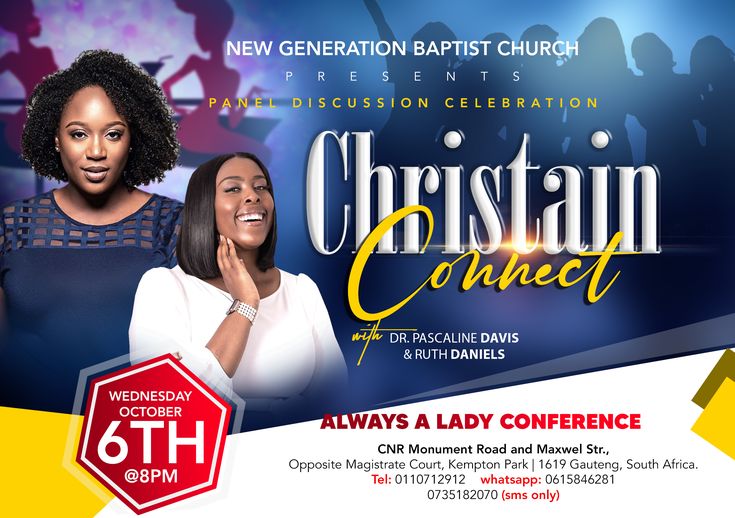 NEW GENERATION BAPTIST CHURCH
PRESENTS
PANEL DISCUSSION CELEBRATION
Christain
Connect
with DR. PASCALINE DAVIS
& RUTH DANIELS
WEDNESDAY
OCTOBER
6TH
@8PM
ALWAYS A LADY CONFERENCE
CNR Monument Road and Maxwel Str.,
Opposite Magistrate Court, Kempton Park | 1619 Gauteng, South Africa.
Tel: 0110712912 whatsapp: 0615846281
0735182070 (sms only)